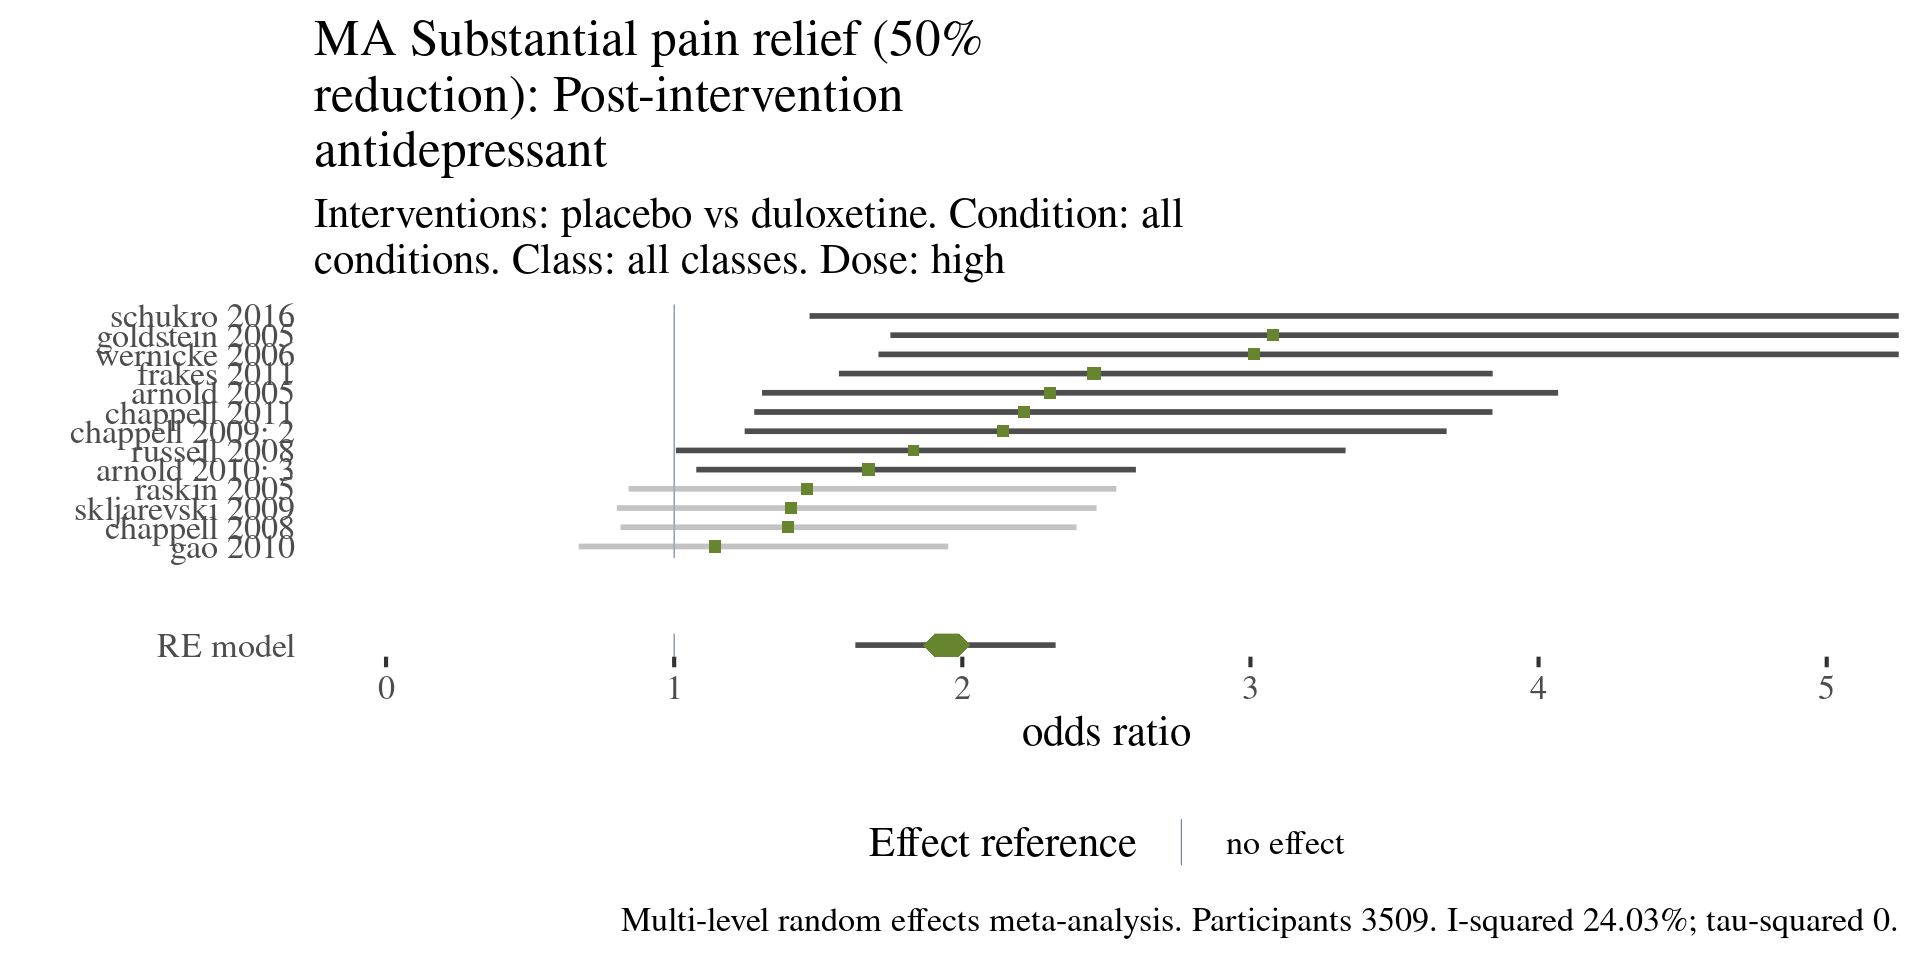 MA Substantial pain relief (50%
reduction): Post-intervention
antidepressant
Interventions: placebo vs duloxetine. Condition: all
conditions. Class: all classes. Dose: high
schukro 2016
goldstein 2005
wernicke 2006
frakes 2011
arnold 2005
chappell 2011
chappell 2009; 2
russell 2008
arnold 2010; 3
raskin 2005
skljarevski 2009
chappell 2008
gao 2010
RE model
0 1 2 3 4 5
odds ratio
Effect reference no effect
Multi-level random effects meta-analysis. Participants 3509. I-squared 24.03%; tau-squared 0.